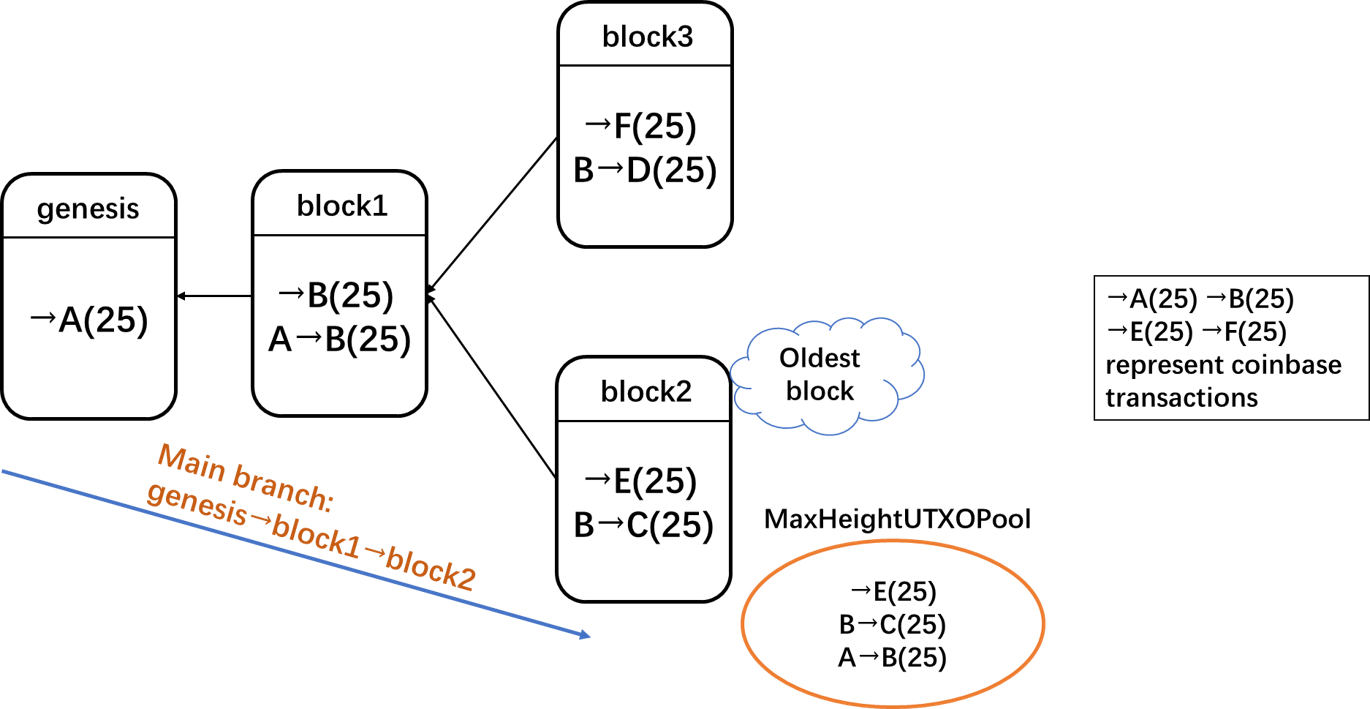 block3
→F(25)
B→D(25)
genesis
→A(25)
block1
→B(25)
A→B(25)
block2
→E(25)
B→C(25)
Oldest
block
→A(25) →B(25)
→E(25) →F(25)
represent coinbase
transactions
Main branch:
genesis→block1→block2
MaxHeightUTXOPool
→E(25)
B→C(25)
A→B(25)